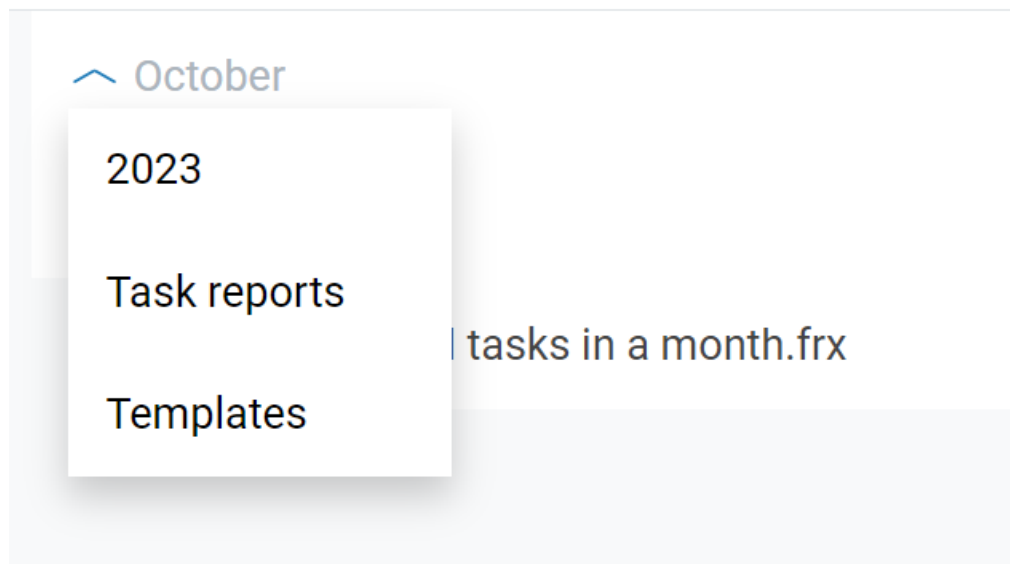 October
2023
Task reports
tasks in a month.frx
Templates